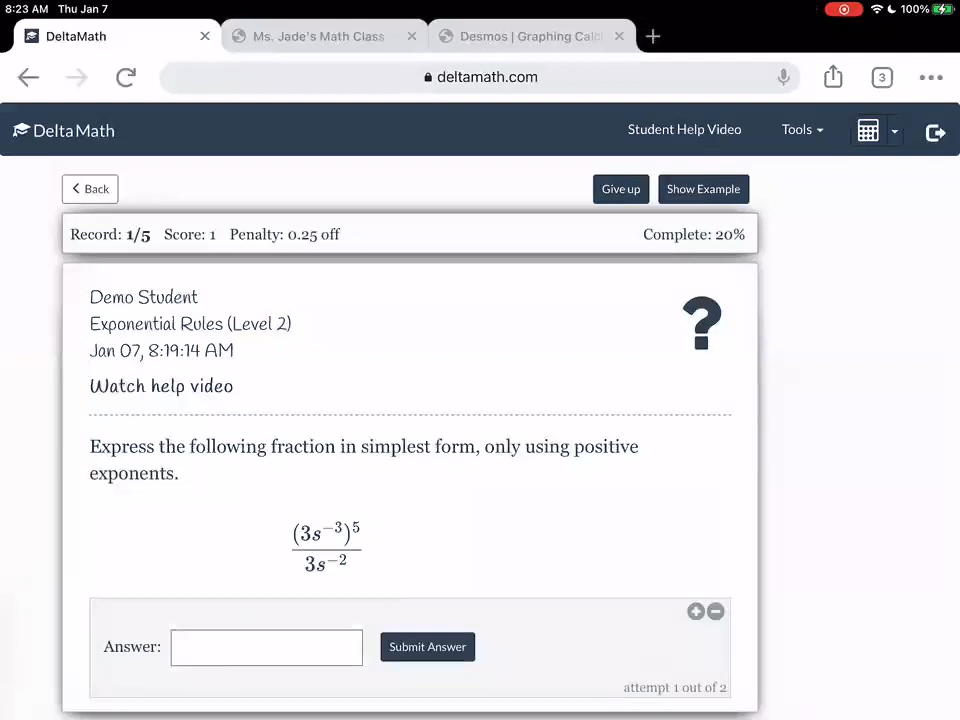 8:23 AM Thu Jan 7 100%
DeltaMath Ms. Jade's Math Class Desmos | Graphing Calc
deltamath.com 3
DeltaMath Student Help Video Tools
Back Give up Show Example
Record: 1/5 Score: 1 Penalty: 0.25 off Complete: 20%
Demo Student
Exponential Rules (Level 2)
Jan 07, 8:19:14 AM
?
Watch help video
Express the following fraction in simplest form, only using positive
exponents.
(3s⁻³)⁵
3s⁻²
Answer: Submit Answer
attempt 1 out of 2